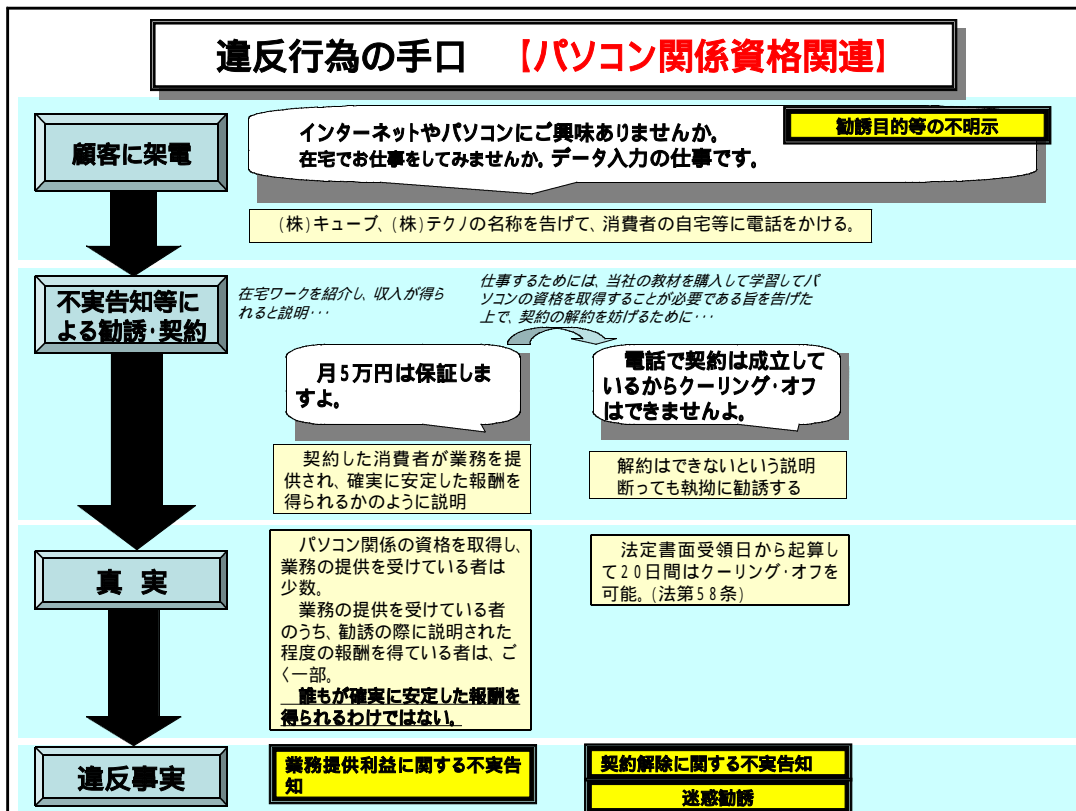 違反行為の手口 【パソコン関係資格関連】
顧客に架電
インターネットやパソコンにご興味ありませんか。
在宅でお仕事をしてみませんか。データ入力の仕事です。
勧誘目的等の不明示
(株)キューブ、(株)テクノの名称を告げて、消費者の自宅等に電話をかける。
不実告知等に
よる勧誘・契約
在宅ワークを紹介し、収入が得ら
れると説明・・・
仕事するためには、当社の教材を購入して学習してパ
ソコンの資格を取得することが必要である旨を告げた
上で、契約の解約を妨げるために・・・
月5万円は保証しま
すよ。
電話で契約は成立して
いるからクーリング・オフ
はできませんよ。
契約した消費者が業務を提
供され、確実に安定した報酬を
得られるかのように説明
解約はできないという説明
断っても執拗に勧誘する
真 実
パソコン関係の資格を取得し、
業務の提供を受けている者は
少数。
業務の提供を受けている者
のうち、勧誘の際に説明された
程度の報酬を得ている者は、ご
く一部。
誰もが確実に安定した報酬を
得られるわけではない。
法定書面受領日から起算し
て20日間はクーリング・オフを
可能。(法第58条)
違反事実
業務提供利益に関する不実告
知
契約解除に関する不実告知
迷惑勧誘